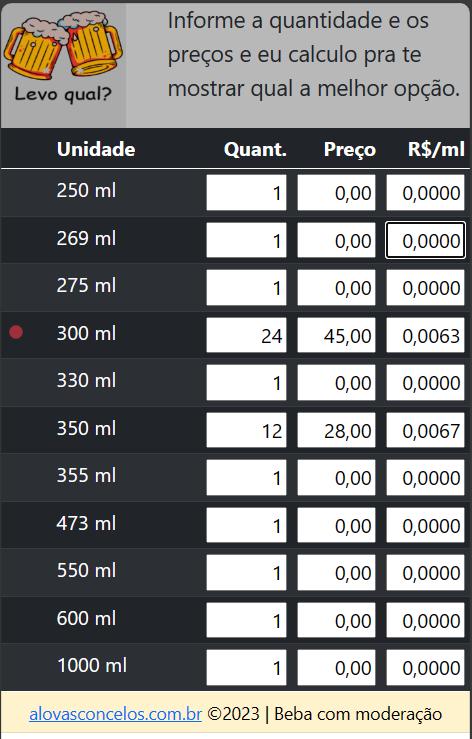 Levo qual?
Informe a quantidade e os
preços e eu calculo pra te
mostrar qual a melhor opção.
Unidade Quant. Preço R$/ml
250 ml 1 0,00 0,0000
269 ml 1 0,00 0,0000
275 ml 1 0,00 0,0000
300 ml 24 45,00 0,0063
330 ml 1 0,00 0,0000
350 ml 12 28,00 0,0067
355 ml 1 0,00 0,0000
473 ml 1 0,00 0,0000
550 ml 1 0,00 0,0000
600 ml 1 0,00 0,0000
1000 ml 1 0,00 0,0000
alovasconcelos.com.br ©2023 | Beba com moderação